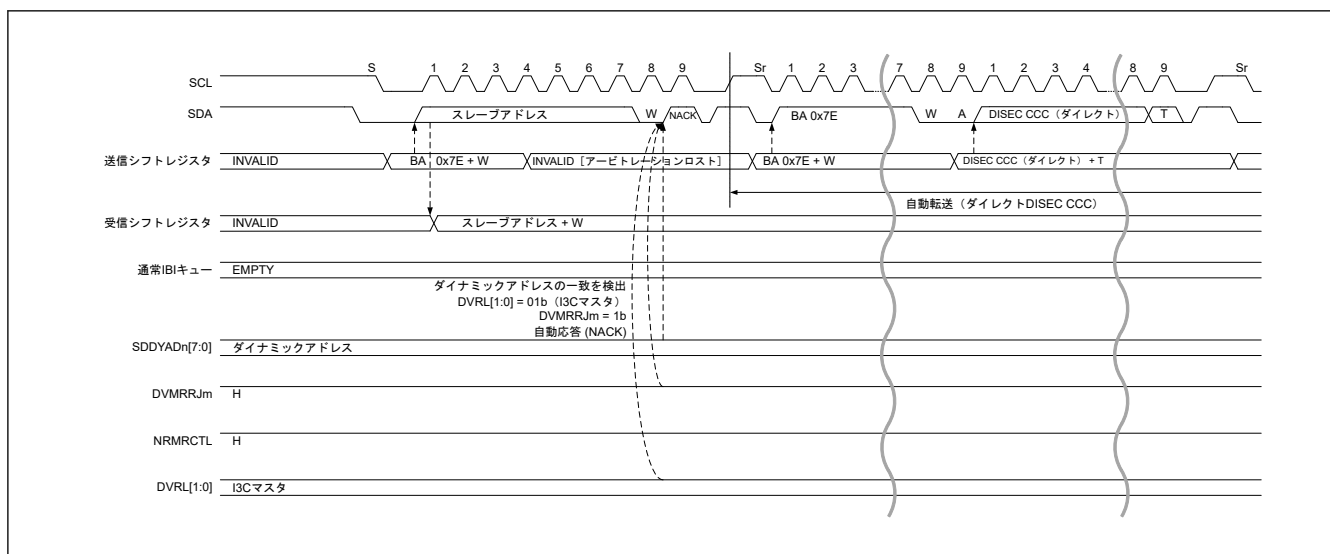 S 1 2 3 4 5 6 7 8 9 Sr 1 2 3 7 8 9 1 2 3 4 8 9 Sr
SCL
SDA スレーブアドレス W NACK BA 0x7E W A DISEC CCC（ダイレクト） T
送信シフトレジスタ INVALID BA 0x7E + W INVALID［アービトレーションロスト］ BA 0x7E + W DISEC CCC（ダイレクト） + T
自動転送（ダイレクトDISEC CCC）
受信シフトレジスタ INVALID スレーブアドレス + W
通常IBIキュー EMPTY
ダイナミックアドレスの一致を検出
DVRL[1:0] = 01b（I3Cマスタ）
DVMRRJm = 1b
自動応答 (NACK)
SDDYADn[7:0] ダイナミックアドレス
DVMRRJm H
NRMRCTL H
DVRL[1:0] I3Cマスタ